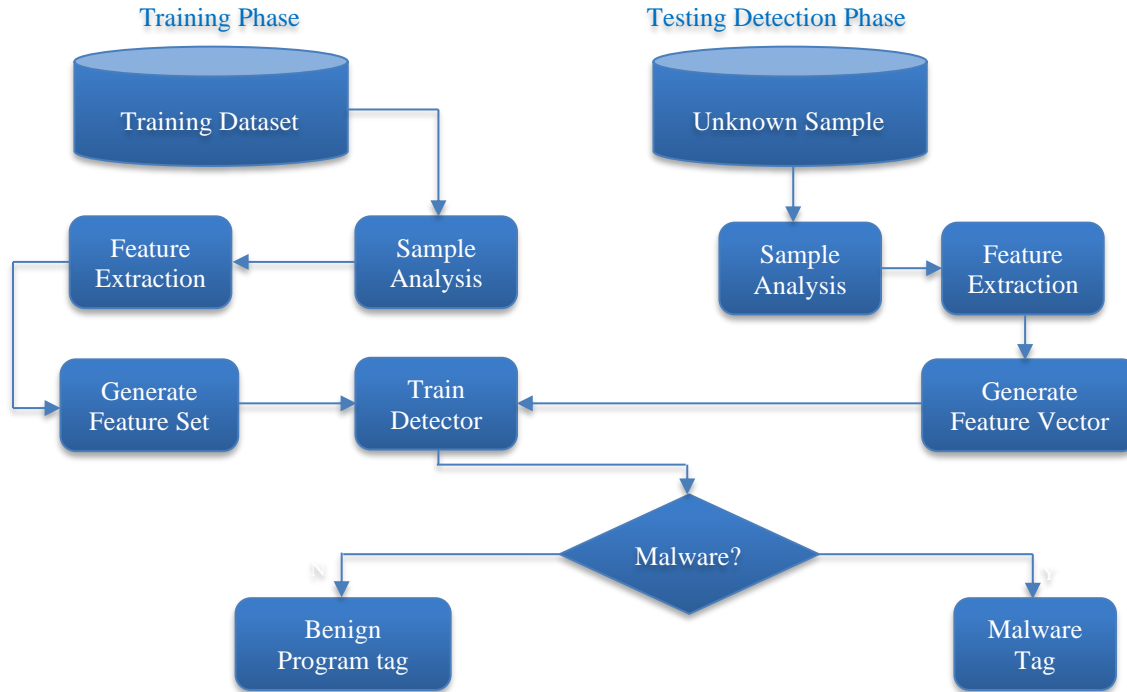 Training Phase
Testing Detection Phase
Training Dataset
Unknown Sample
Feature
Extraction
Sample
Analysis
Sample
Analysis
Feature
Extraction
Generate
Feature Set
Train
Detector
Generate
Feature Vector
Malware?
N
Y
Benign
Program tag
Malware
Tag